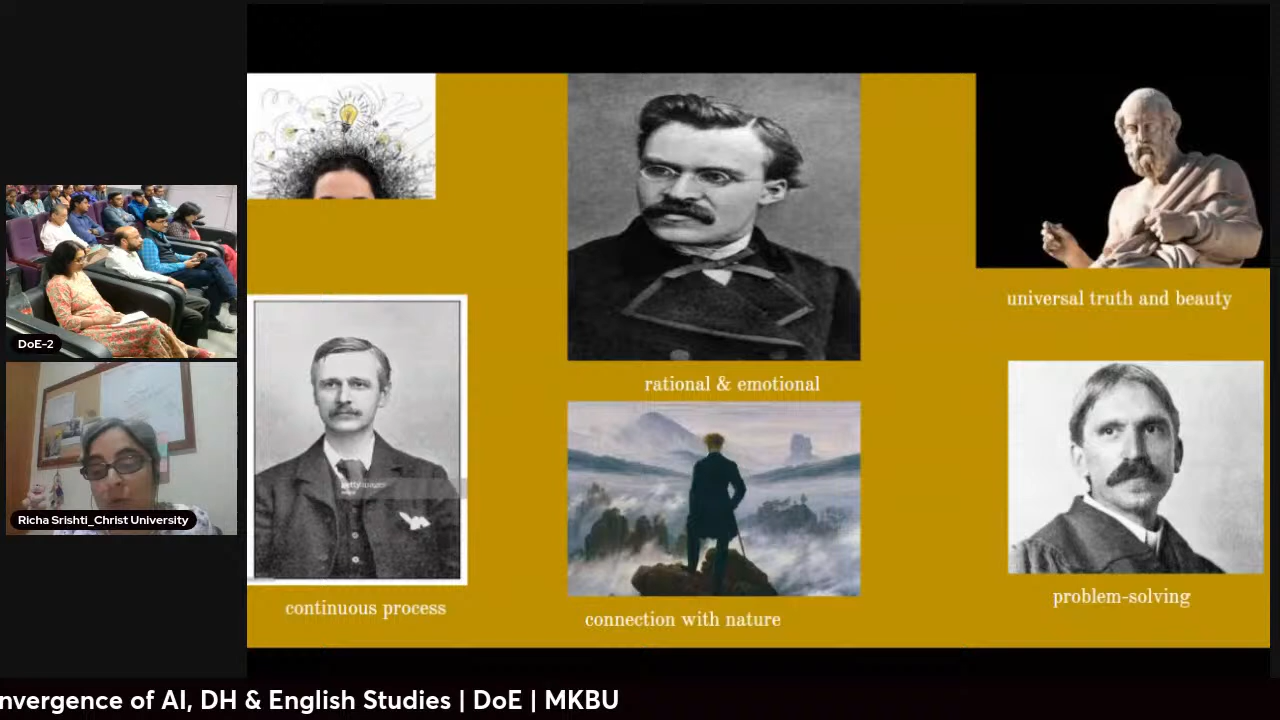 DoE-2
Richa Srishti_Christ University
rational & emotional
universal truth and beauty
gettyimages
continuous process
connection with nature
problem-solving
nvergence of AI, DH & English Studies | DoE | MKBU